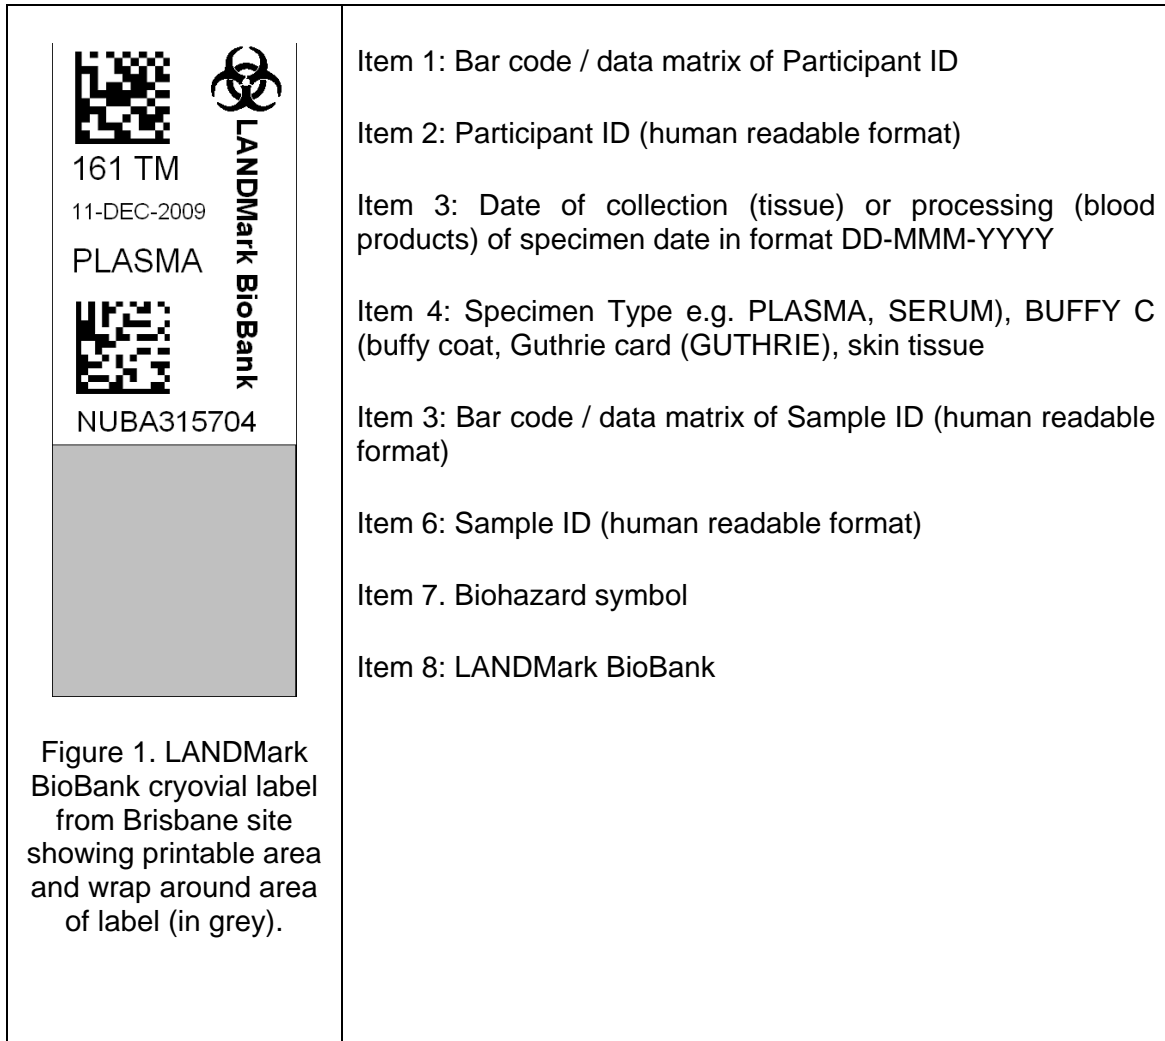 161 TM
11-DEC-2009
PLASMA
NUBA315704
LANDMark BioBank
Figure 1. LANDMark
BioBank cryovial label
from Brisbane site
showing printable area
and wrap around area
of label (in grey).
Item 1: Bar code / data matrix of Participant ID
Item 2: Participant ID (human readable format)
Item 3: Date of collection (tissue) or processing (blood
products) of specimen date in format DD-MMM-YYYY
Item 4: Specimen Type e.g. PLASMA, SERUM), BUFFY C
(buffy coat, Guthrie card (GUTHRIE), skin tissue
Item 3: Bar code / data matrix of Sample ID (human readable
format)
Item 6: Sample ID (human readable format)
Item 7. Biohazard symbol
Item 8: LANDMark BioBank